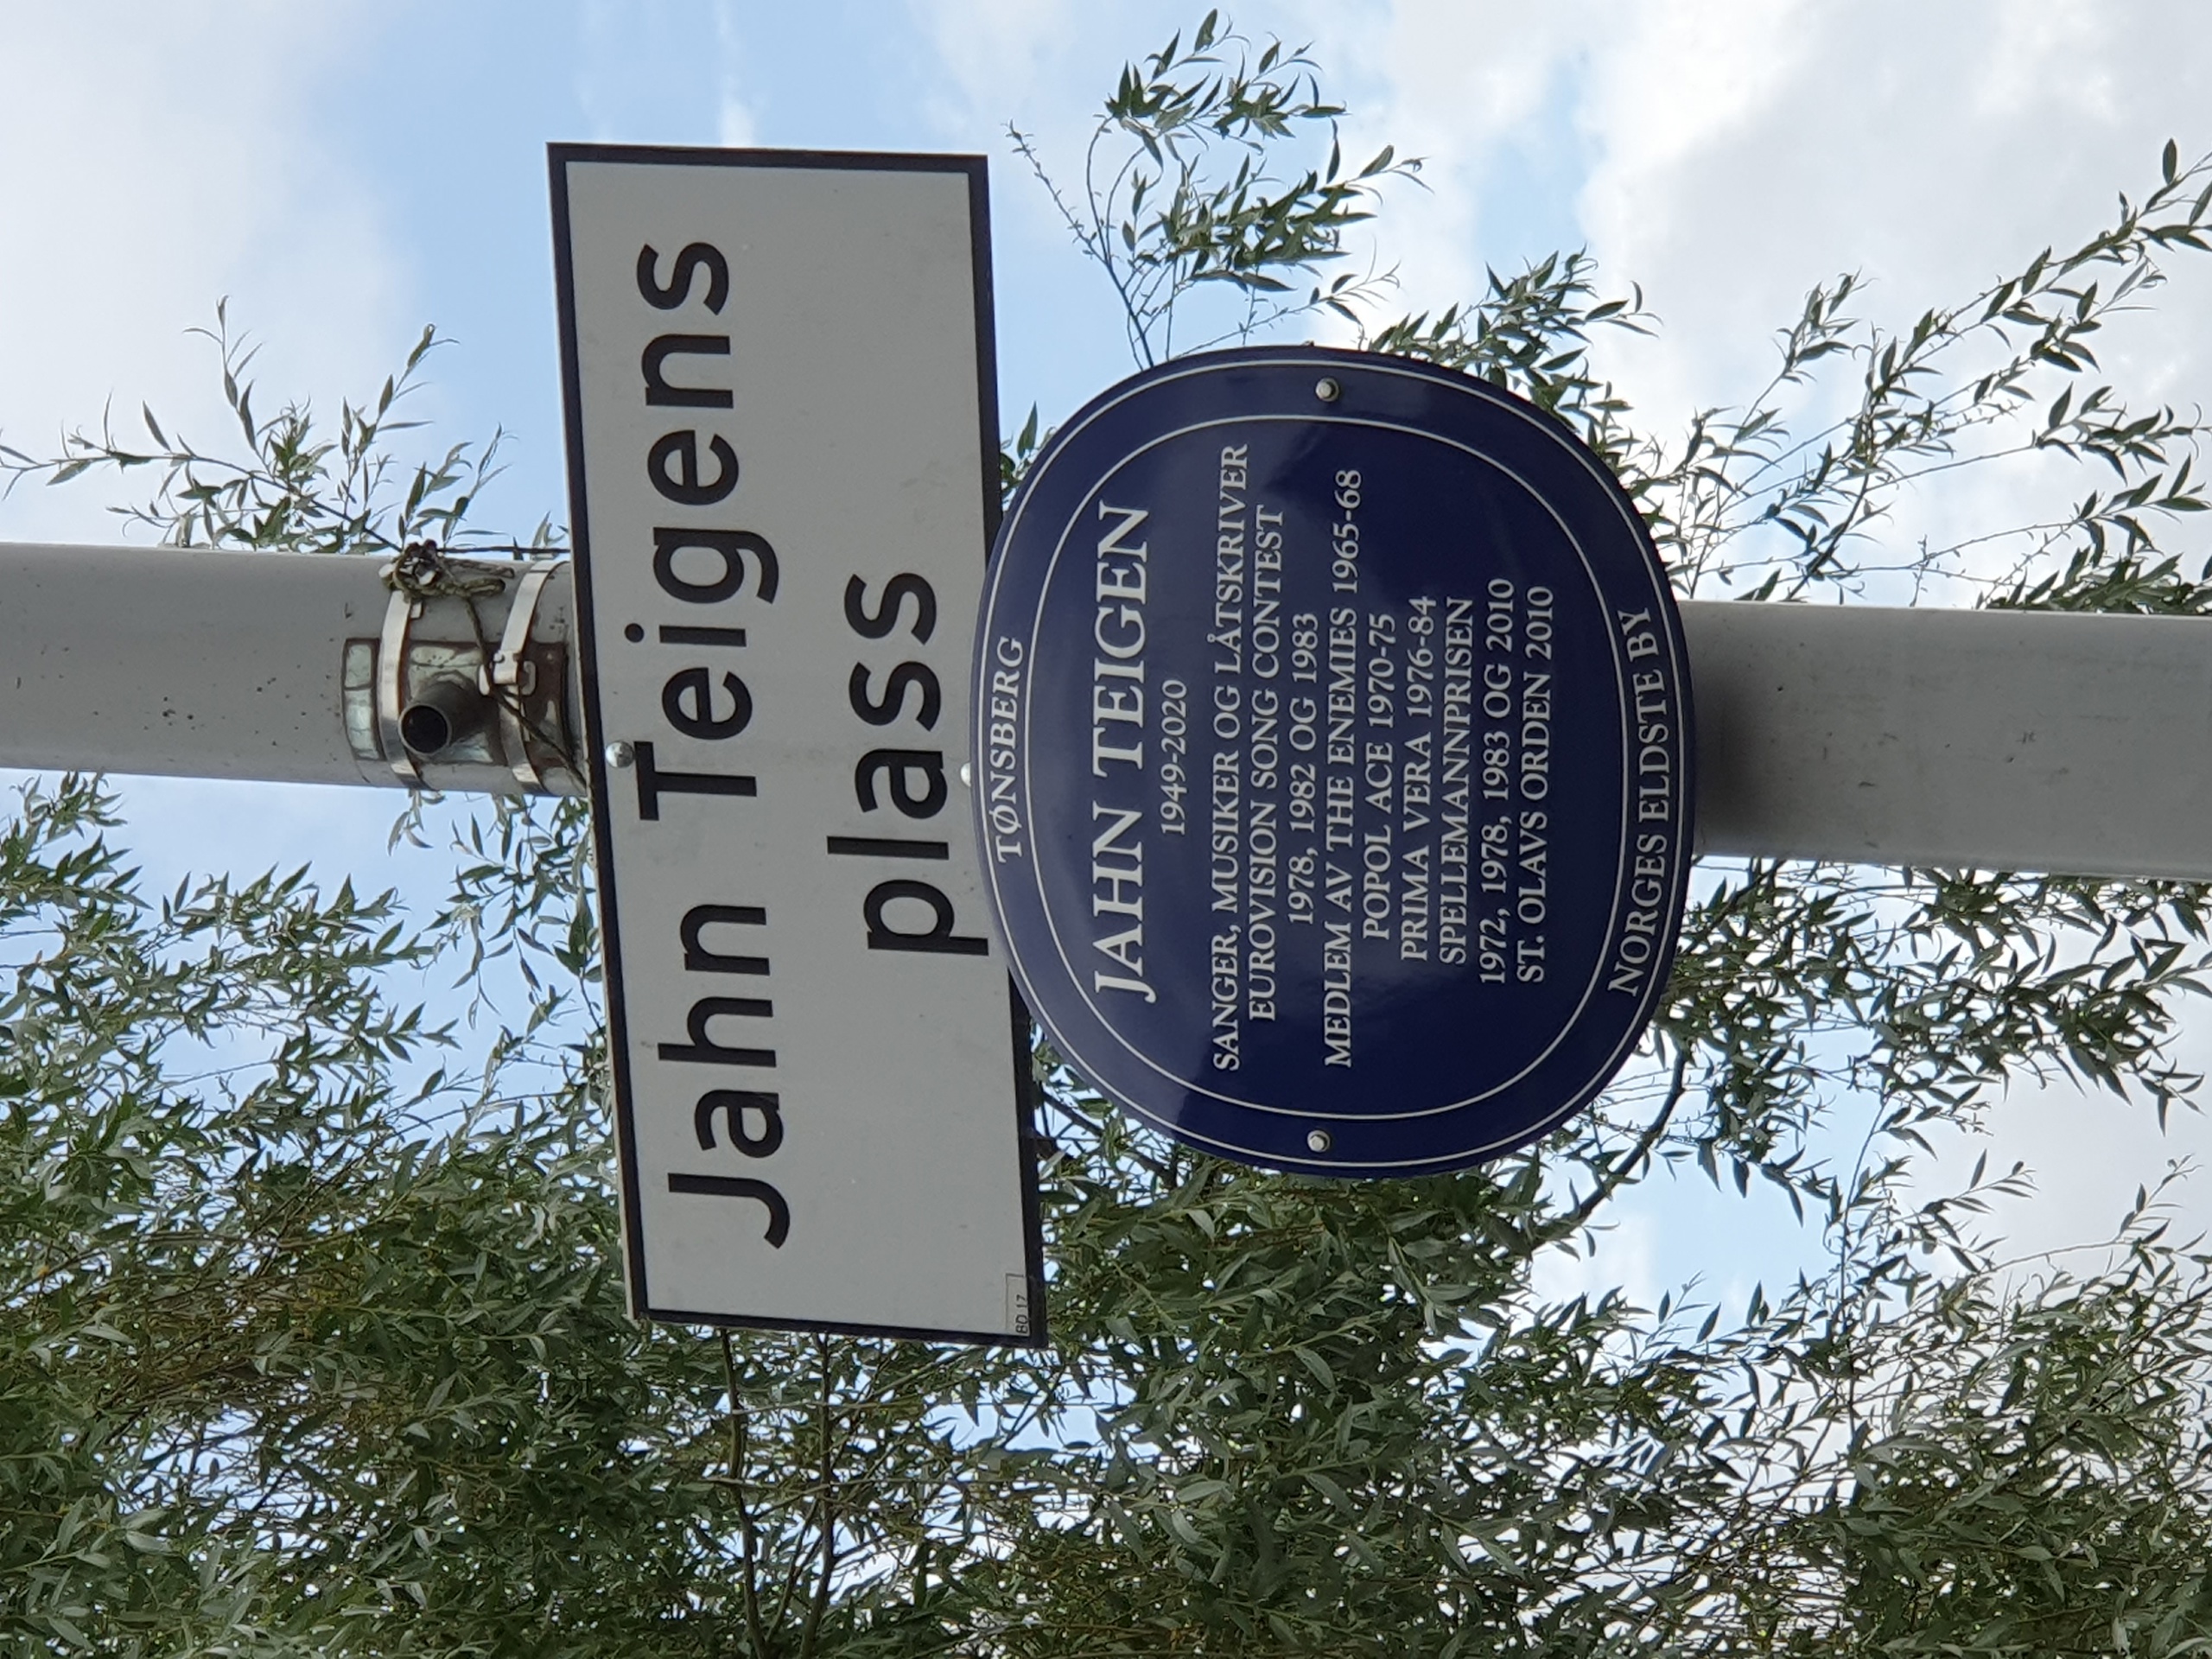 Jahn Teigens
plass
BD 17
TØNSBERG
JAHN TEIGEN
1949-2020
SANGER, MUSIKER OG LÅTSKRIVER
EUROVISION SONG CONTEST
1978, 1982 OG 1983
MEDLEM AV THE ENEMIES 1965-68
POPOL ACE 1970-75
PRIMA VERA 1976-84
SPELLEMANNPRISEN
1972, 1978, 1983 OG 2010
ST. OLAVS ORDEN 2010
NORGES ELDSTE BY